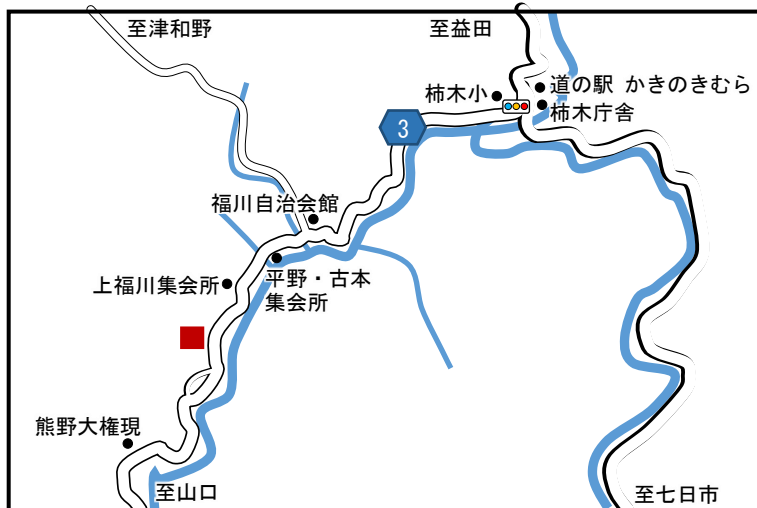 至津和野
至益田
道の駅 かきのきむら
柿木小
柿木庁舎
3
福川自治会館
平野・古本
集会所
上福川集会所
熊野大権現
至山口
至七日市